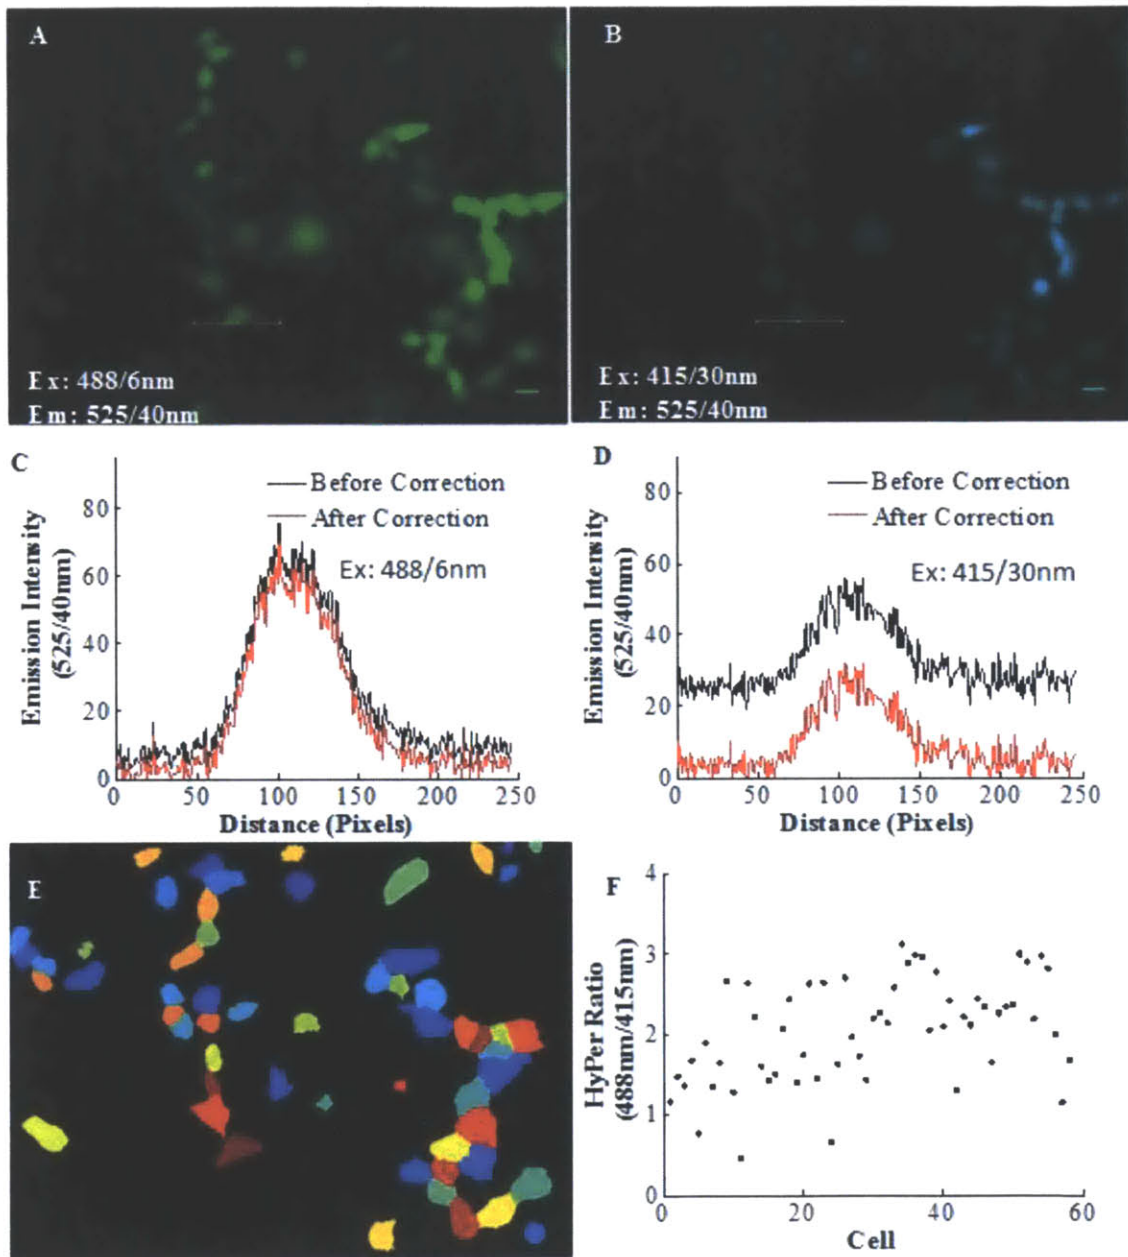 A
Ex: 488/6nm
Em: 525/40nm
B
Ex: 415/30nm
Em: 525/40nm
C
Before Correction
After Correction
Ex: 488/6nm
Emission Intensity
(525/40nm)
80
60
40
20
0
0 50 100 150 200 250
Distance (Pixels)
D
Before Correction
After Correction
Ex: 415/30nm
Emission Intensity
(525/40nm)
80
60
40
20
0
0 50 100 150 200 250
Distance (Pixels)
E
F
HyPer Ratio
(488nm/415nm)
4
3
2
1
0
0 20 40 60
Cell